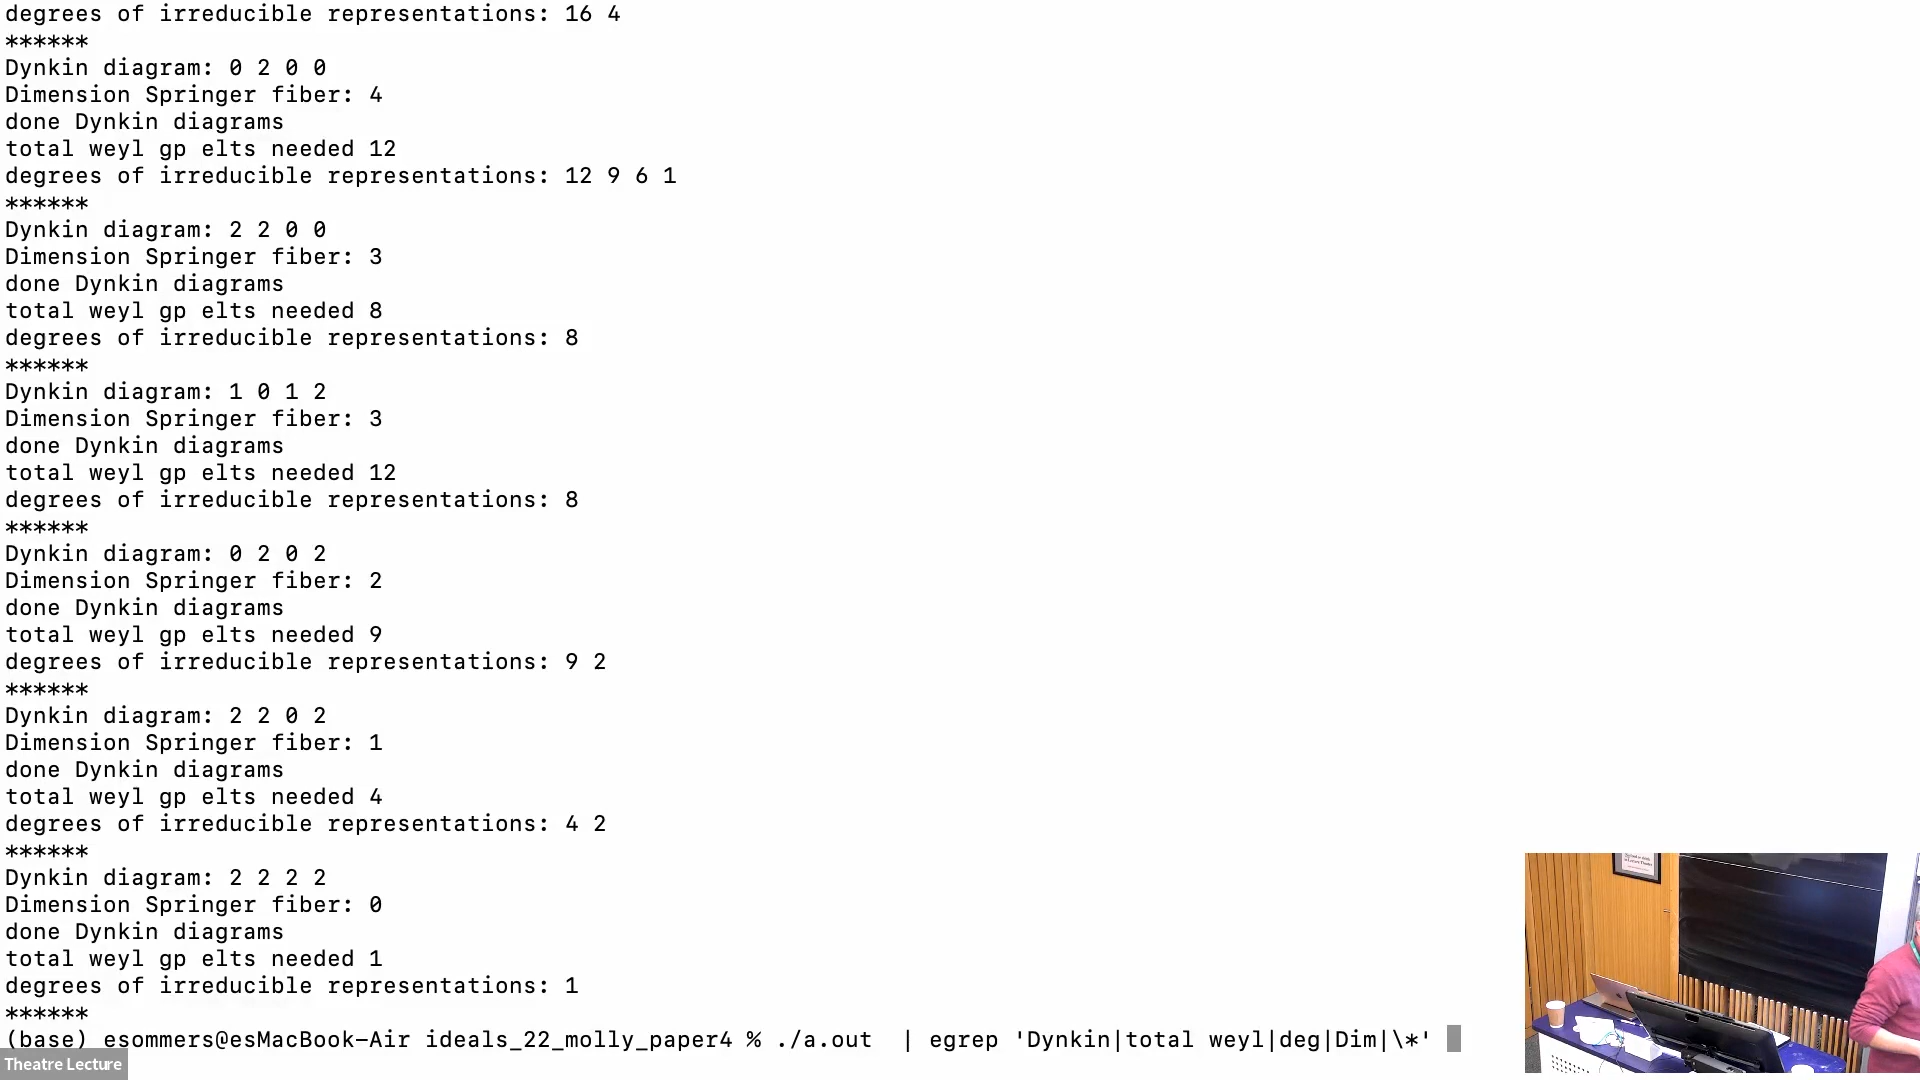 degrees of irreducible representations: 16 4
******
Dynkin diagram: 0 2 0 0
Dimension Springer fiber: 4
done Dynkin diagrams
total weyl gp elts needed 12
degrees of irreducible representations: 12 9 6 1
******
Dynkin diagram: 2 2 0 0
Dimension Springer fiber: 3
done Dynkin diagrams
total weyl gp elts needed 8
degrees of irreducible representations: 8
******
Dynkin diagram: 1 0 1 2
Dimension Springer fiber: 3
done Dynkin diagrams
total weyl gp elts needed 12
degrees of irreducible representations: 8
******
Dynkin diagram: 0 2 0 2
Dimension Springer fiber: 2
done Dynkin diagrams
total weyl gp elts needed 9
degrees of irreducible representations: 9 2
******
Dynkin diagram: 2 2 0 2
Dimension Springer fiber: 1
done Dynkin diagrams
total weyl gp elts needed 4
degrees of irreducible representations: 4 2
******
Dynkin diagram: 2 2 2 2
Dimension Springer fiber: 0
done Dynkin diagrams
total weyl gp elts needed 1
degrees of irreducible representations: 1
******
(base) esommers@esMacBook-Air ideals_22_molly_paper4 % ./a.out  | egrep 'Dynkin|total weyl|deg|Dim|\*'
Theatre Lecture